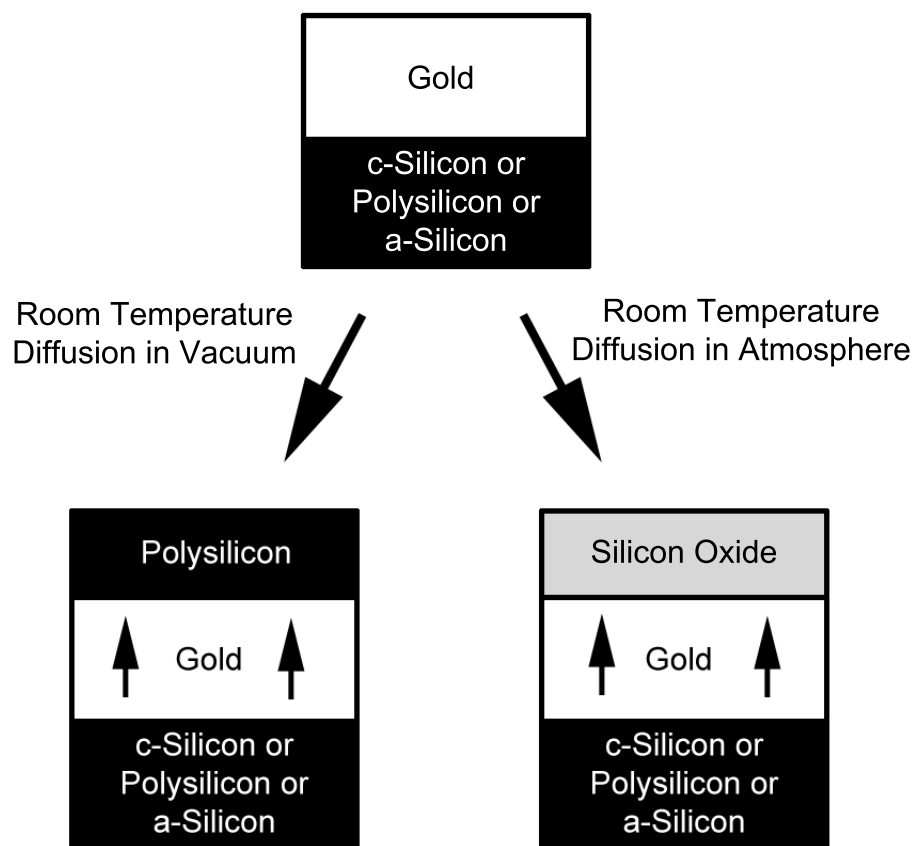 Gold
c-Silicon or
Polysilicon or
a-Silicon
Room Temperature
Diffusion in Vacuum
Room Temperature
Diffusion in Atmosphere
Polysilicon
Gold
c-Silicon or
Polysilicon or
a-Silicon
Silicon Oxide
Gold
c-Silicon or
Polysilicon or
a-Silicon